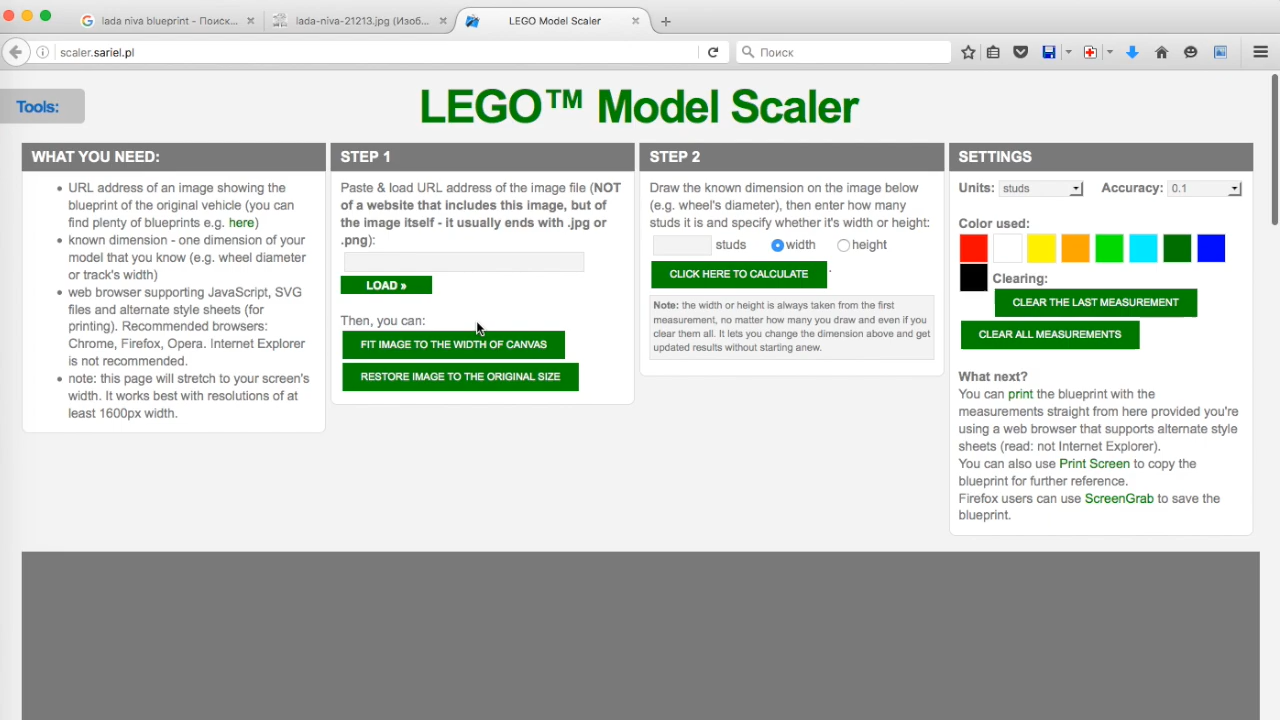 lada niva blueprint - Поиск...
lada-niva-21213.jpg (Изоб...
LEGO Model Scaler
scaler.sariel.pl
Поиск
Tools:
LEGO™ Model Scaler
WHAT YOU NEED:
• URL address of an image showing the
blueprint of the original vehicle (you can
find plenty of blueprints e.g. here)
• known dimension - one dimension of your
model that you know (e.g. wheel diameter
or track's width)
• web browser supporting JavaScript, SVG
files and alternate style sheets (for
printing). Recommended browsers:
Chrome, Firefox, Opera. Internet Explorer
is not recommended.
• note: this page will stretch to your screen's
width. It works best with resolutions of at
least 1600px width.
STEP 1
Paste & load URL address of the image file (NOT
of a website that includes this image, but of
the image itself - it usually ends with .jpg or
.png):
LOAD »
Then, you can:
FIT IMAGE TO THE WIDTH OF CANVAS
RESTORE IMAGE TO THE ORIGINAL SIZE
STEP 2
Draw the known dimension on the image below
(e.g. wheel's diameter), then enter how many
studs it is and specify whether it's width or height:
studs width height
CLICK HERE TO CALCULATE .
Note: the width or height is always taken from the first
measurement, no matter how many you draw and even if you
clear them all. It lets you change the dimension above and get
updated results without starting anew.
SETTINGS
Units: studs Accuracy: 0.1
Color used:
Clearing:
CLEAR THE LAST MEASUREMENT
CLEAR ALL MEASUREMENTS
What next?
You can print the blueprint with the
measurements straight from here provided you're
using a web browser that supports alternate style
sheets (read: not Internet Explorer).
You can also use Print Screen to copy the
blueprint for further reference.
Firefox users can use ScreenGrab to save the
blueprint.